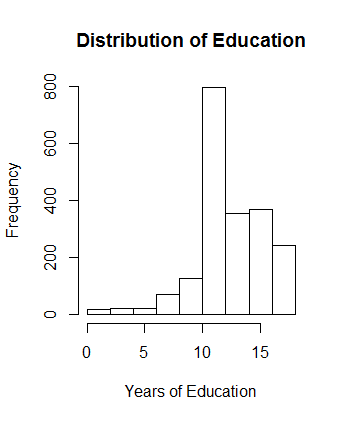 Distribution of Education
Frequency
800
600
400
200
0
0 5 10 15
Years of Education